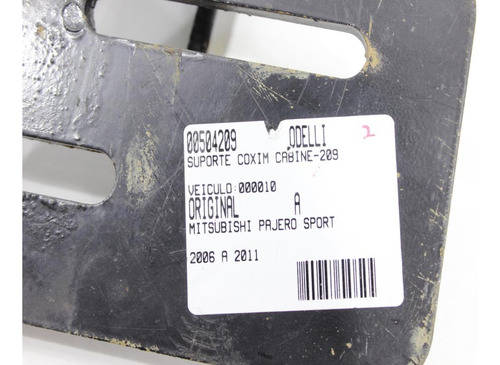 00504209 ODELLI
SUPORTE COXIM CABINE-209
VEICULO:000010
ORIGINAL A
MITSUBISHI PAJERO SPORT
2006 A 2011
2